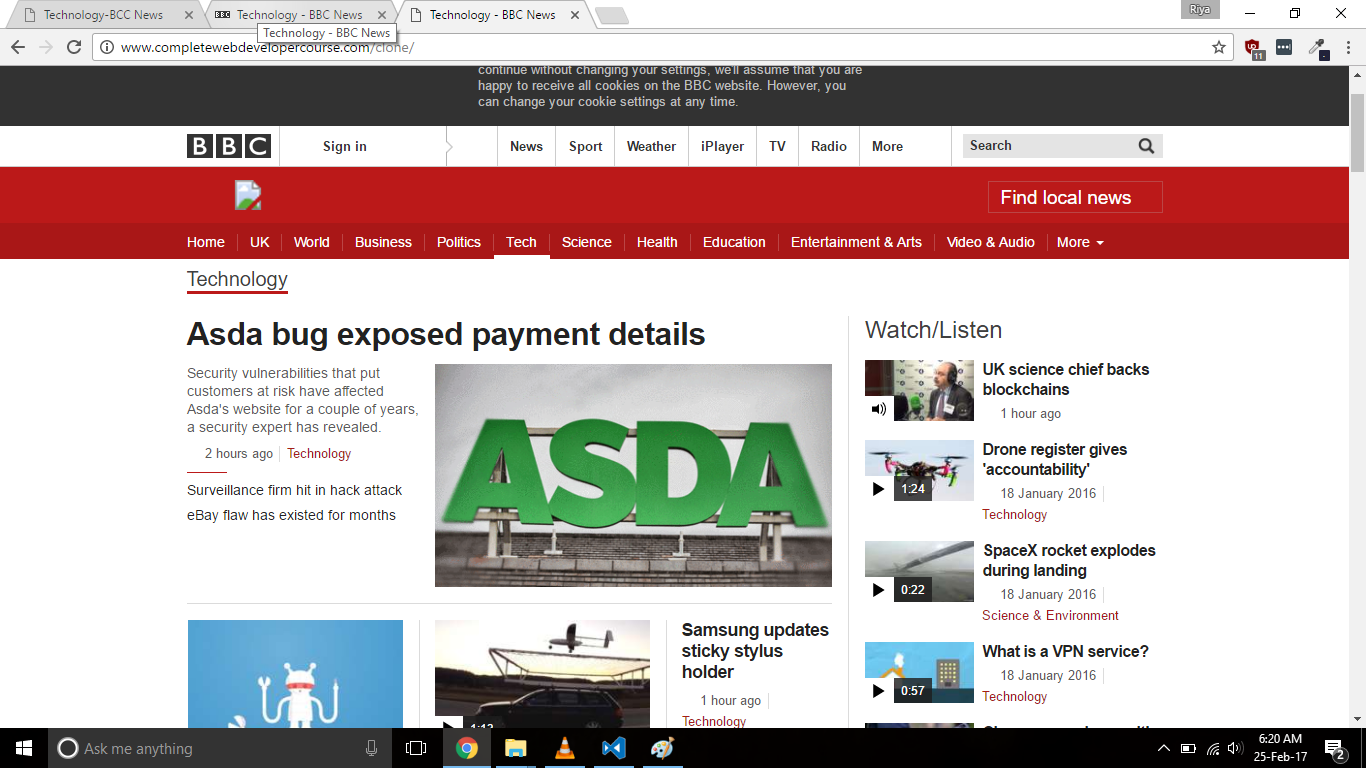 Technology-BCC News
Technology - BBC News
Technology - BBC News
Riya
Technology - BBC News
www.completewebdevelopercourse.com/clone/
11
continue without changing your settings, we'll assume that you are
happy to receive all cookies on the BBC website. However, you
can change your cookie settings at any time.
BBC
Sign in
News
Sport
Weather
iPlayer
TV
Radio
More
Search
Find local news
Home
UK
World
Business
Politics
Tech
Science
Health
Education
Entertainment & Arts
Video & Audio
More
Technology
Asda bug exposed payment details
Security vulnerabilities that put
customers at risk have affected
Asda's website for a couple of years,
a security expert has revealed.
2 hours ago
Technology
Surveillance firm hit in hack attack
eBay flaw has existed for months
ASDA
Samsung updates
sticky stylus
holder
1 hour ago
Technology
1:12
Watch/Listen
UK science chief backs
blockchains
1 hour ago
Drone register gives
'accountability'
1:24
18 January 2016
Technology
SpaceX rocket explodes
during landing
0:22
18 January 2016
Science & Environment
What is a VPN service?
0:57
18 January 2016
Technology
Ask me anything
6:20 AM
25-Feb-17
2